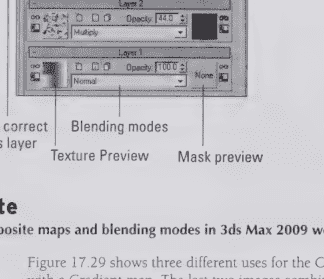 Layer 2
Opacity: 44.0
Multiply
Layer 1
Opacity: 100.0
Normal
None
correct
s layer
Blending modes
Texture Preview
Mask preview
te
posite maps and blending modes in 3ds Max 2009 w
Figure 17.29 shows three different uses for the C
with a Gradient map. The last two images combin